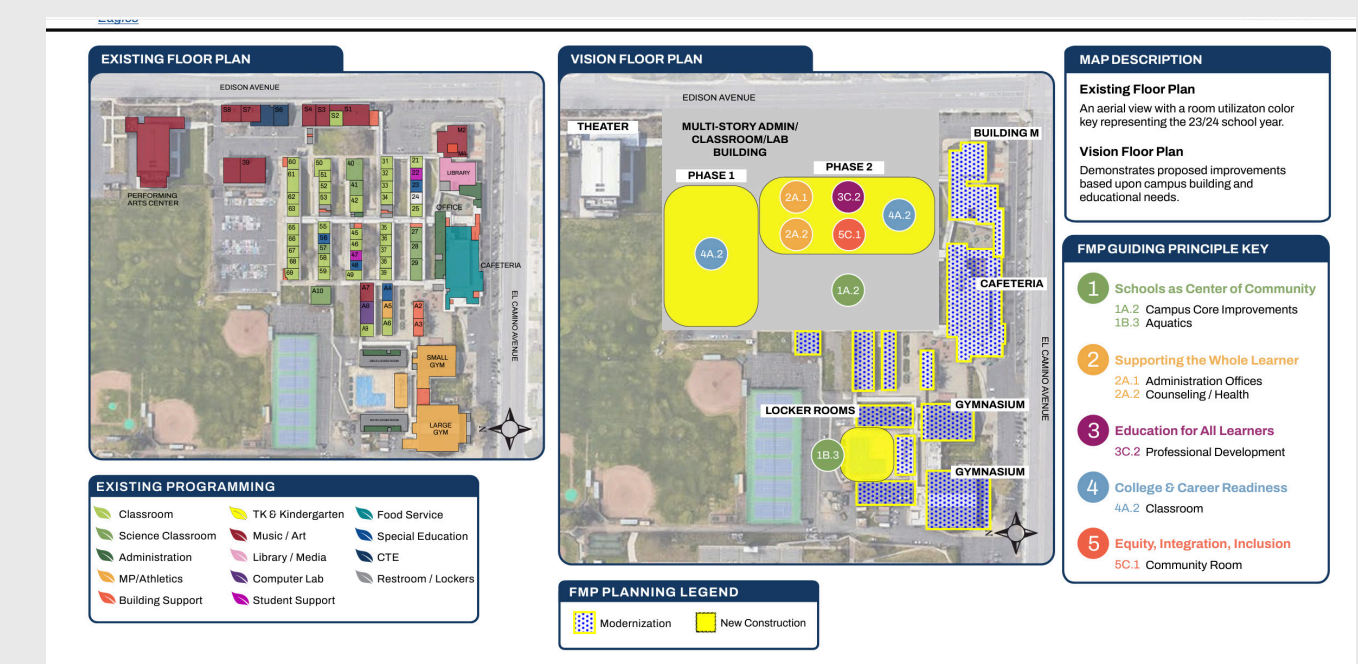 Eagles
EXISTING FLOOR PLAN
EDISON AVENUE
S8 S7 S6 S4 S3 S2 S1
M2
PERFORMING
ARTS CENTER
LIBRARY
OFFICE
CAFETERIA
60 50 40 31 21
61 51 32 22
52 41 33 23
62 53 42 34 24
63 25
65 55 45 35 27
66 56 46 36 28
67 57 47 37
68 58 48 38 29
69 59 49 39
A10 A7 A4
A8 A5 A2
A9 A6 A3
SMALL
GYM
LARGE
GYM
EL CAMINO AVENUE
N
EXISTING PROGRAMMING
Classroom
Science Classroom
Administration
MP/Athletics
Building Support
TK & Kindergarten
Music / Art
Library / Media
Computer Lab
Student Support
Food Service
Special Education
CTE
Restroom / Lockers
VISION FLOOR PLAN
EDISON AVENUE
THEATER
MULTI-STORY ADMIN/
CLASSROOM/LAB
BUILDING
BUILDING M
PHASE 1
PHASE 2
2A.1 3C.2
4A.2
2A.2 5C.1
4A.2
1A.2
CAFETERIA
EL CAMINO AVENUE
LOCKER ROOMS
GYMNASIUM
1B.3
GYMNASIUM
N
FMP PLANNING LEGEND
Modernization
New Construction
MAP DESCRIPTION
Existing Floor Plan
An aerial view with a room utilizaton color
key representing the 23/24 school year.
Vision Floor Plan
Demonstrates proposed improvements
based upon campus building and
educational needs.
FMP GUIDING PRINCIPLE KEY
1 Schools as Center of Community
1A.2 Campus Core Improvements
1B.3 Aquatics
2 Supporting the Whole Learner
2A.1 Administration Offices
2A.2 Counseling / Health
3 Education for All Learners
3C.2 Professional Development
4 College & Career Readiness
4A.2 Classroom
5 Equity, Integration, Inclusion
5C.1 Community Room